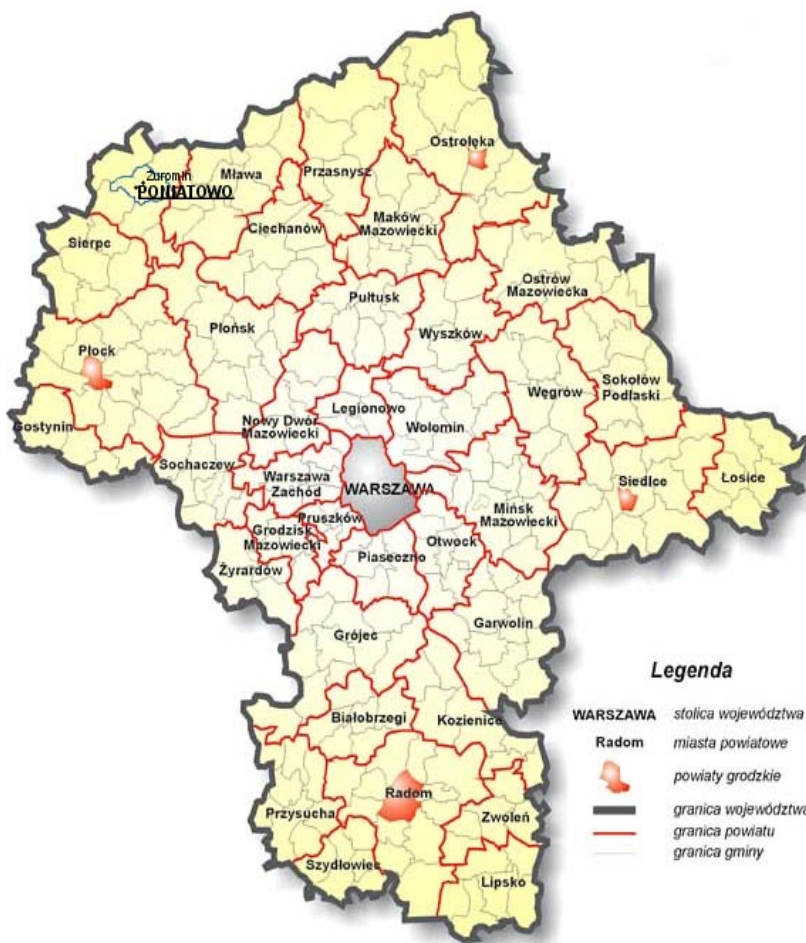 Ostrołęka
Żuromin
PONIATOWO
Mława
Przasnysz
Sierpc
Ciechanów
Maków
Mazowiecki
Ostrów
Mazowiecka
Płock
Płońsk
Pułtusk
Wyszków
Węgrów
Sokołów
Podlaski
Gostynin
Nowy Dwór
Mazowiecki
Legionowo
Wołomin
Sochaczew
Warszawa
Zachód
WARSZAWA
Mińsk
Mazowiecki
Siedlce
Łosice
Pruszków
Grodzisk
Mazowiecki
Żyrardów
Piaseczno
Otwock
Grójec
Garwolin
Białobrzegi
Kozienice
Radom
Przysucha
Zwoleń
Szydłowiec
Lipsko
Legenda
WARSZAWA stolica województwa
Radom miasta powiatowe
powiaty grodzkie
granica województwa
granica powiatu
granica gminy